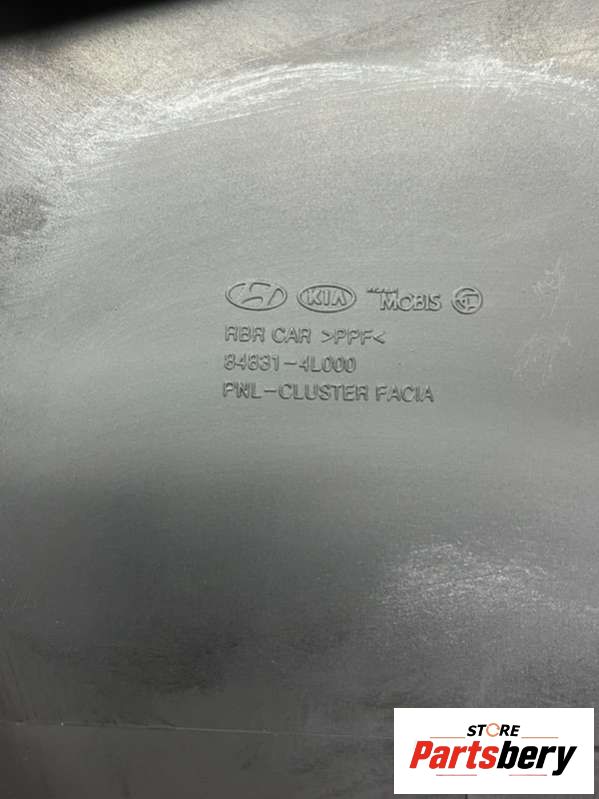 KIA MOBIS
RBR CAR >PPF<
84831-4L000
PNL-CLUSTER FACIA
STORE
Partsbery